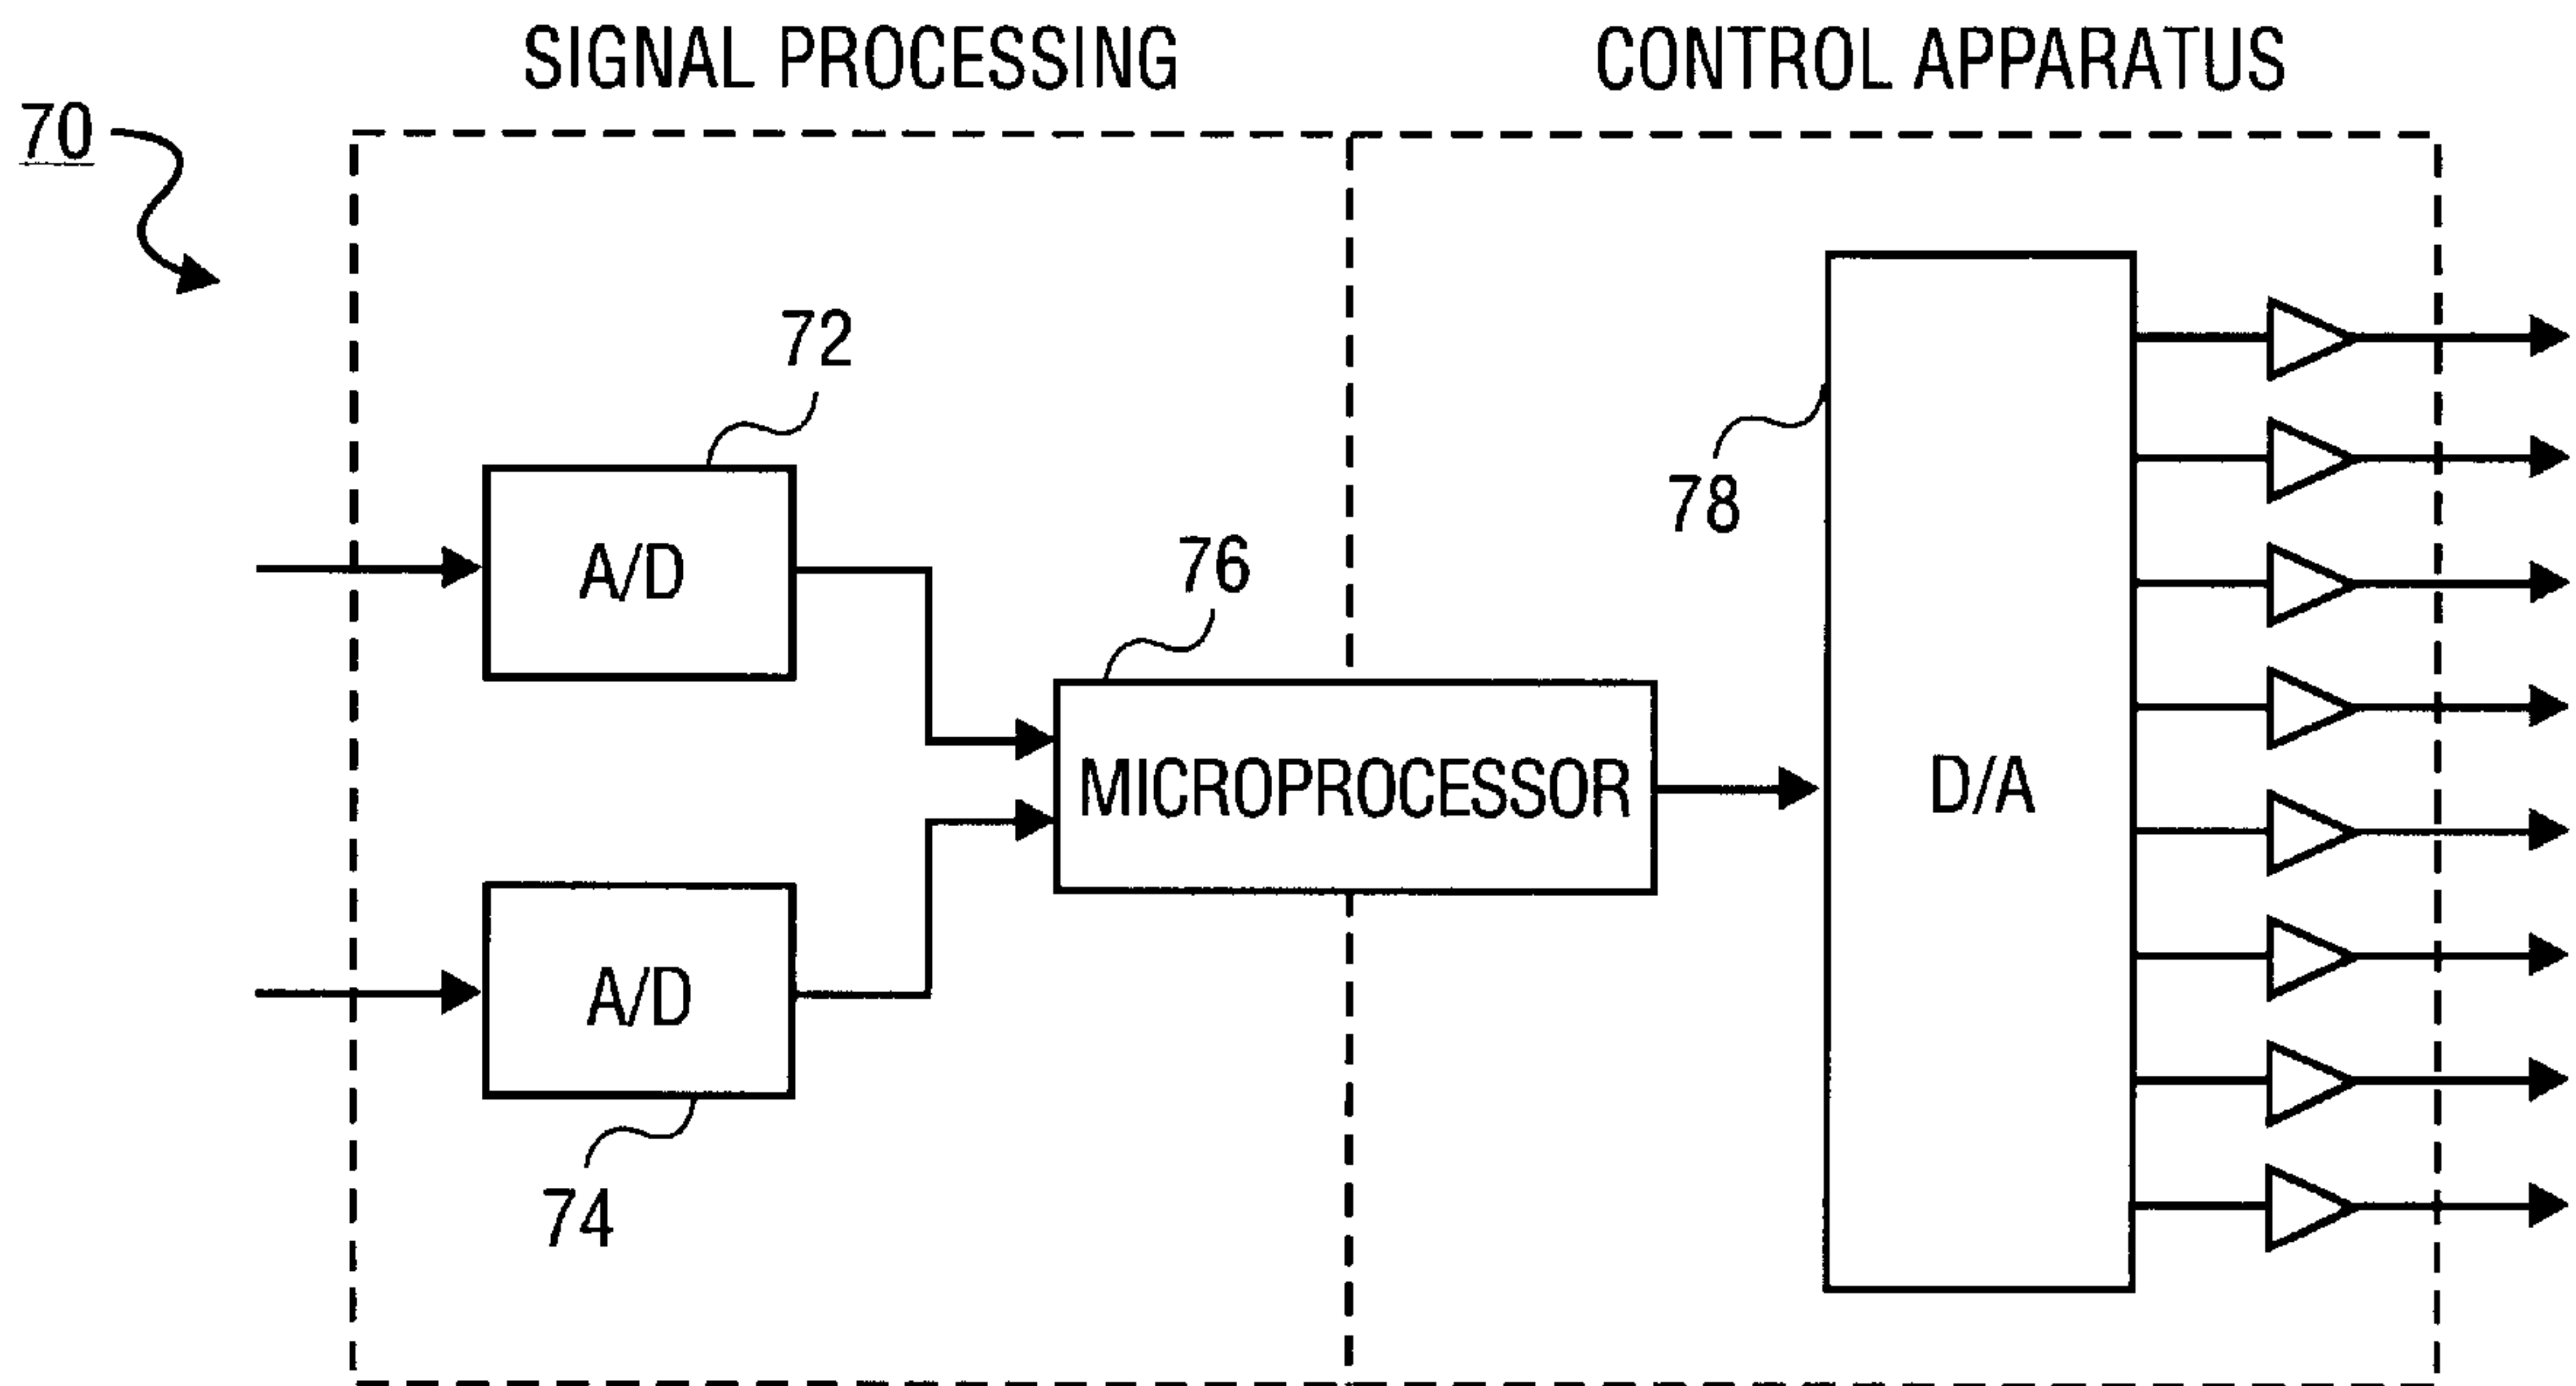 SIGNAL PROCESSING
CONTROL APPARATUS
70
72
78
A/D
76
MICROPROCESSOR
D/A
A/D
74